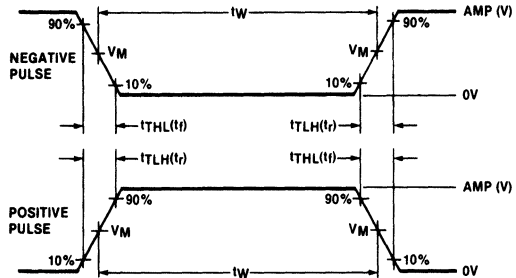 tW
AMP (V)
90%
90%
NEGATIVE
PULSE
VM
VM
10%
10%
0V
tTHL(tf)
tTLH(tr)
tTLH(tr)
tTHL(tf)
90%
90%
AMP (V)
POSITIVE
PULSE
VM
VM
10%
10%
tW
0V